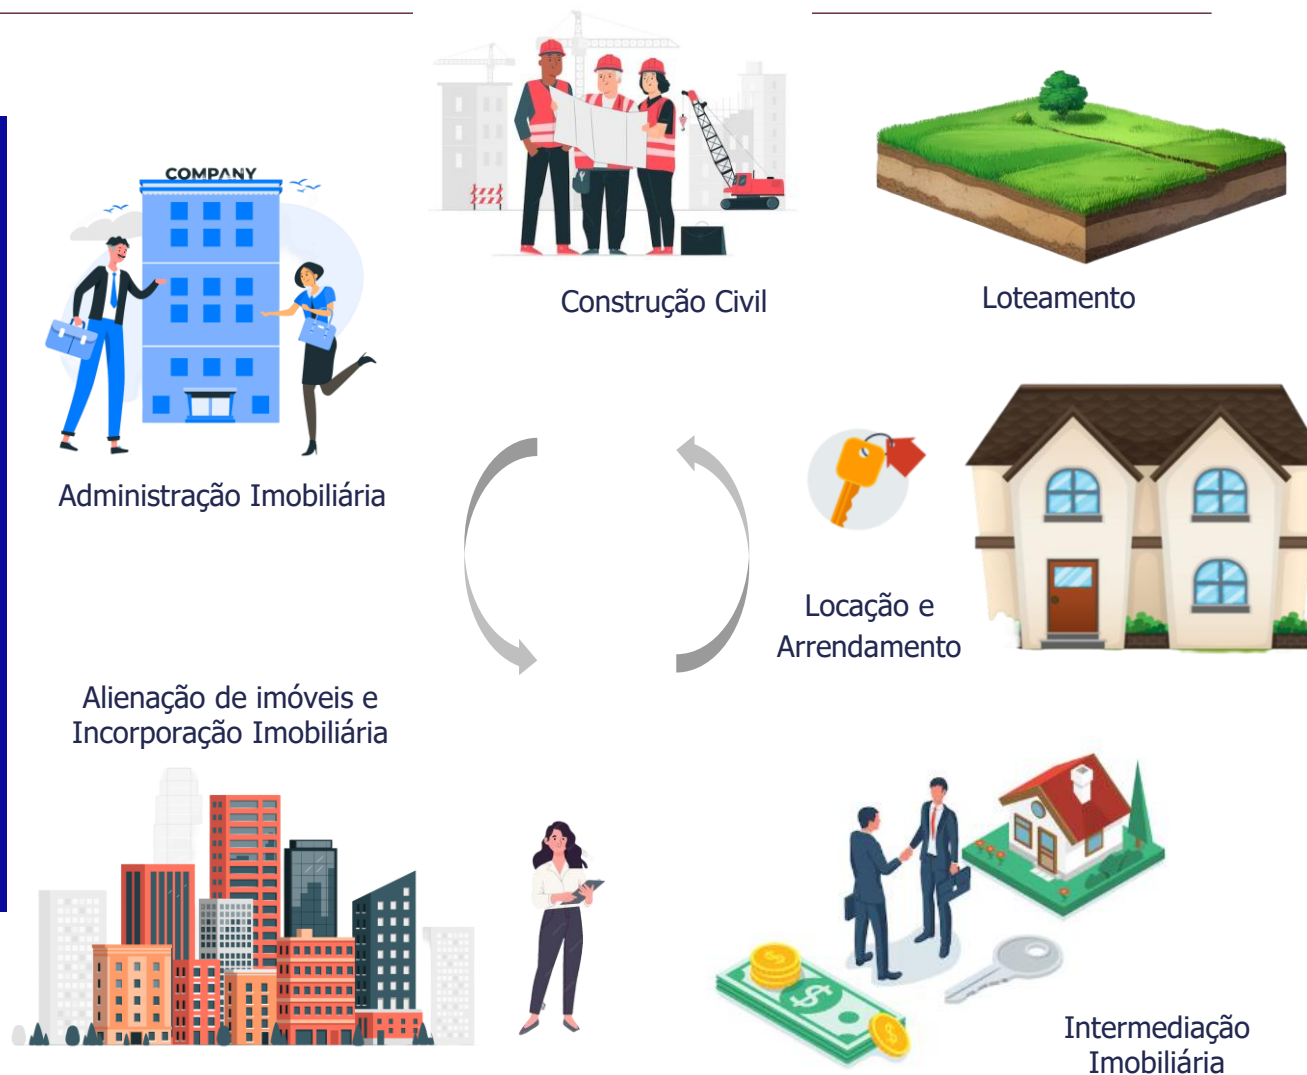 COMPANY
Construção Civil
Loteamento
Administração Imobiliária
Locação e
Arrendamento
Alienação de imóveis e
Incorporação Imobiliária
Intermediação
Imobiliária